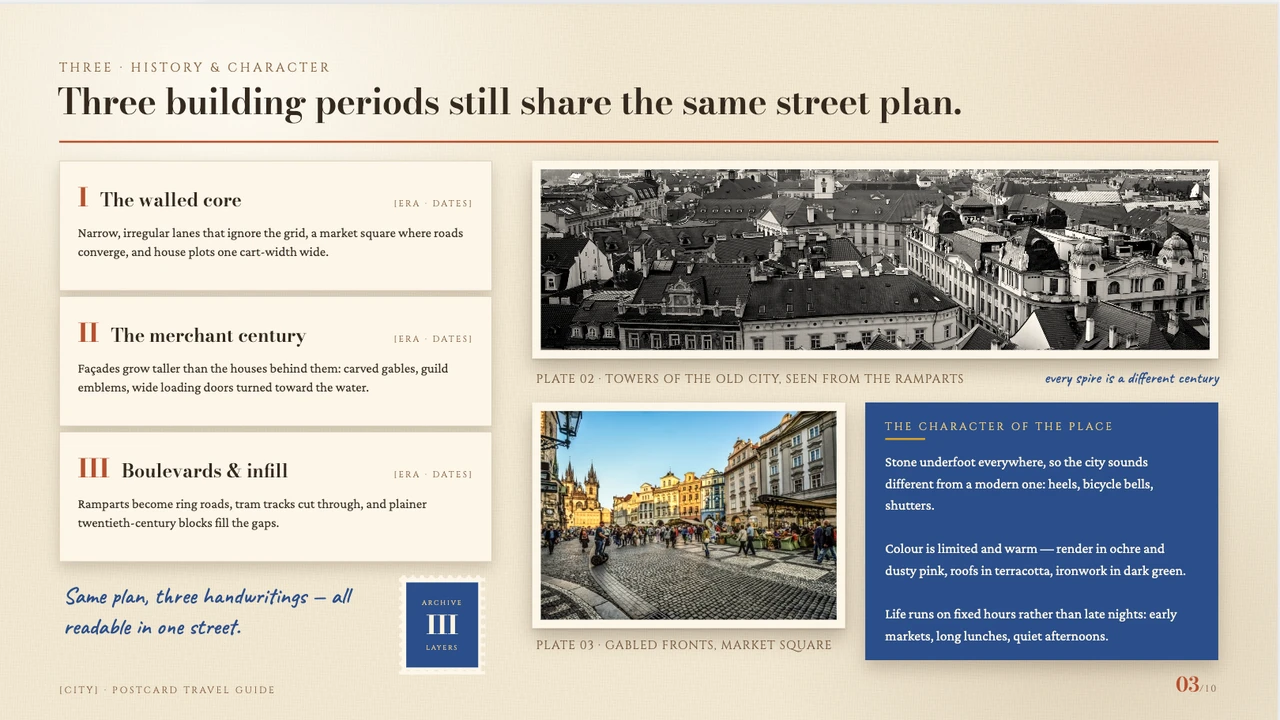 THREE · HISTORY & CHARACTER
Three building periods still share the same street plan.
I The walled core [ERA · DATES]
Narrow, irregular lanes that ignore the grid, a market square where roads
converge, and house plots one cart-width wide.
II The merchant century [ERA · DATES]
Façades grow taller than the houses behind them: carved gables, guild
emblems, wide loading doors turned toward the water.
III Boulevards & infill [ERA · DATES]
Ramparts become ring roads, tram tracks cut through, and plainer
twentieth-century blocks fill the gaps.
Same plan, three handwritings — all
readable in one street.
ARCHIVE
III
LAYERS
PLATE 02 · TOWERS OF THE OLD CITY, SEEN FROM THE RAMPARTS
every spire is a different century
PLATE 03 · GABLED FRONTS, MARKET SQUARE
THE CHARACTER OF THE PLACE
Stone underfoot everywhere, so the city sounds
different from a modern one: heels, bicycle bells,
shutters.
Colour is limited and warm — render in ochre and
dusty pink, roofs in terracotta, ironwork in dark green.
Life runs on fixed hours rather than late nights: early
markets, long lunches, quiet afternoons.
[CITY] · POSTCARD TRAVEL GUIDE
03/10